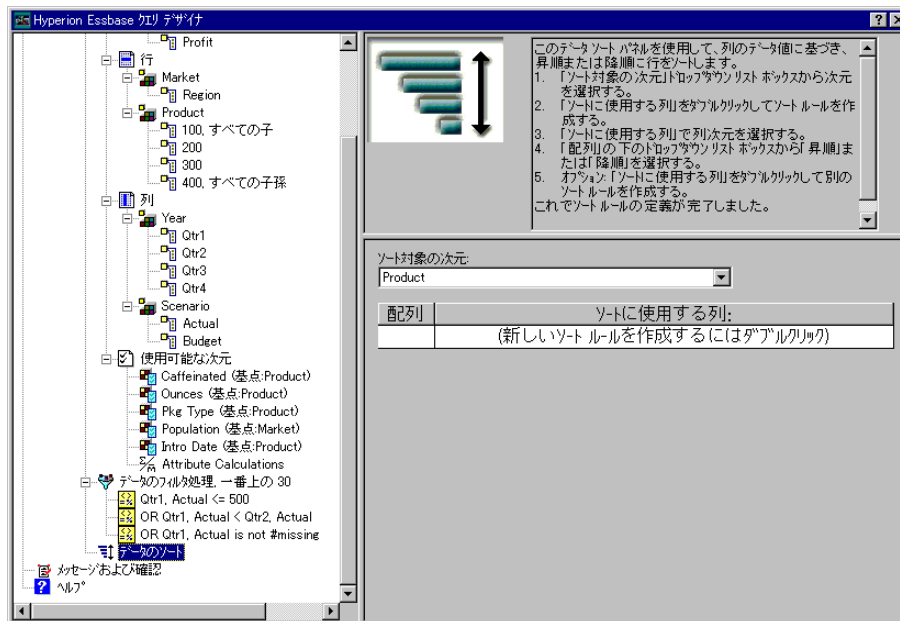 Hyperion Essbase クエリ デザイナ
Profit
行
Market
Region
Product
100, すべての子
200
300
400, すべての子孫
列
Year
Qtr1
Qtr2
Qtr3
Qtr4
Scenario
Actual
Budget
使用可能な次元
Caffeinated (基点:Product)
Ounces (基点:Product)
Pkg Type (基点:Product)
Population (基点:Market)
Intro Date (基点:Product)
Attribute Calculations
データのフィルタ処理, 一番上の 30
Qtr1, Actual <= 500
OR Qtr1, Actual < Qtr2, Actual
OR Qtr1, Actual is not #missing
データのソート
メッセージおよび確認
ヘルプ
このデータ ソート パネルを使用して、列のデータ値に基づき、
昇順または降順に行をソートします。
1. 「ソート対象の次元」ドロップダウン リスト ボックスから次元
を選択する。
2. 「ソートに使用する列」をダブルクリックしてソート ルールを作
成する。
3. 「ソートに使用する列」で列次元を選択する。
4. 「配列」の下のドロップダウン リスト ボックスから「昇順」ま
たは「降順」を選択する。
5. オプション:「ソートに使用する列」をダブルクリックして別の
ソート ルールを作成する。
これでソート ルールの定義が完了しました。
ソート対象の次元:
Product
配列 ソートに使用する列:
(新しいソート ルールを作成するにはダブルクリック)